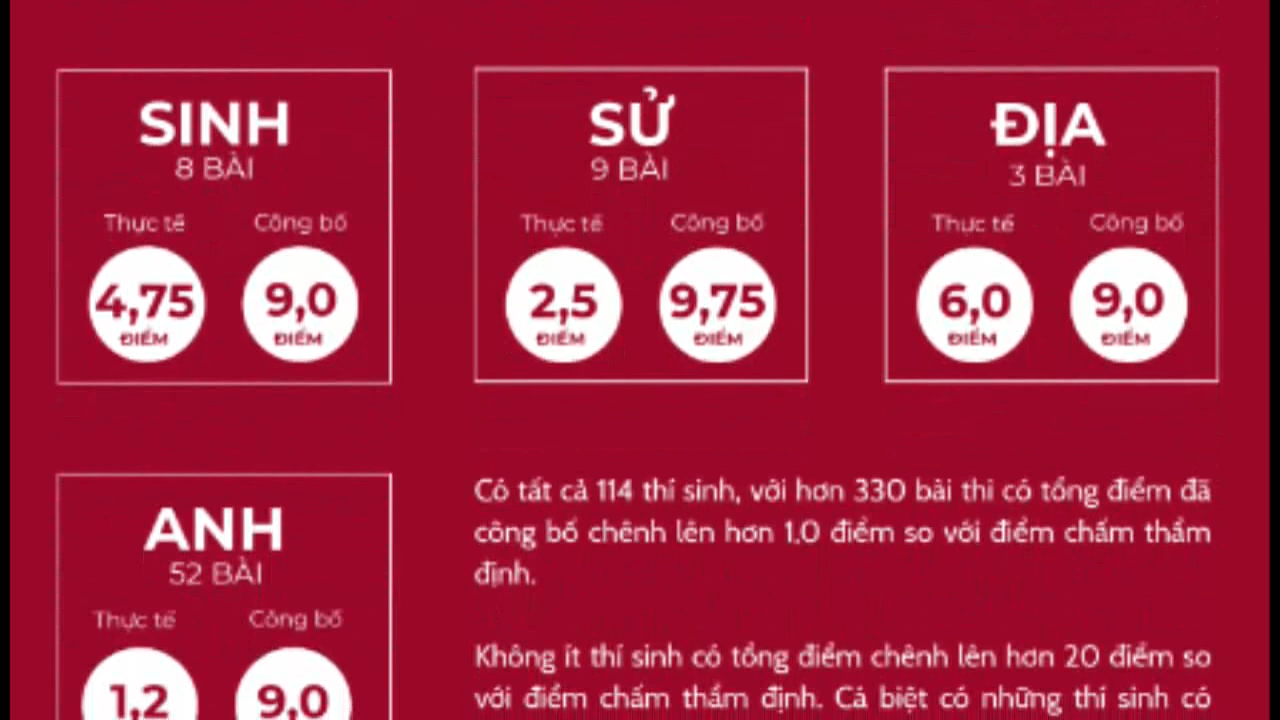 SINH
8 BÀI
Thực tế Công bố
4,75 9,0
ĐIỂM ĐIỂM
SỬ
9 BÀI
Thực tế Công bố
2,5 9,75
ĐIỂM ĐIỂM
ĐỊA
3 BÀI
Thực tế Công bố
6,0 9,0
ĐIỂM ĐIỂM
ANH
52 BÀI
Thực tế Công bố
1,2 9,0
Có tất cả 114 thí sinh, với hơn 330 bài thi có tổng điểm đã
công bố chênh lên hơn 1,0 điểm so với điểm chấm thẩm
định.
Không ít thí sinh có tổng điểm chênh lên hơn 20 điểm so
với điểm chấm thẩm định. Cá biệt có những thí sinh có